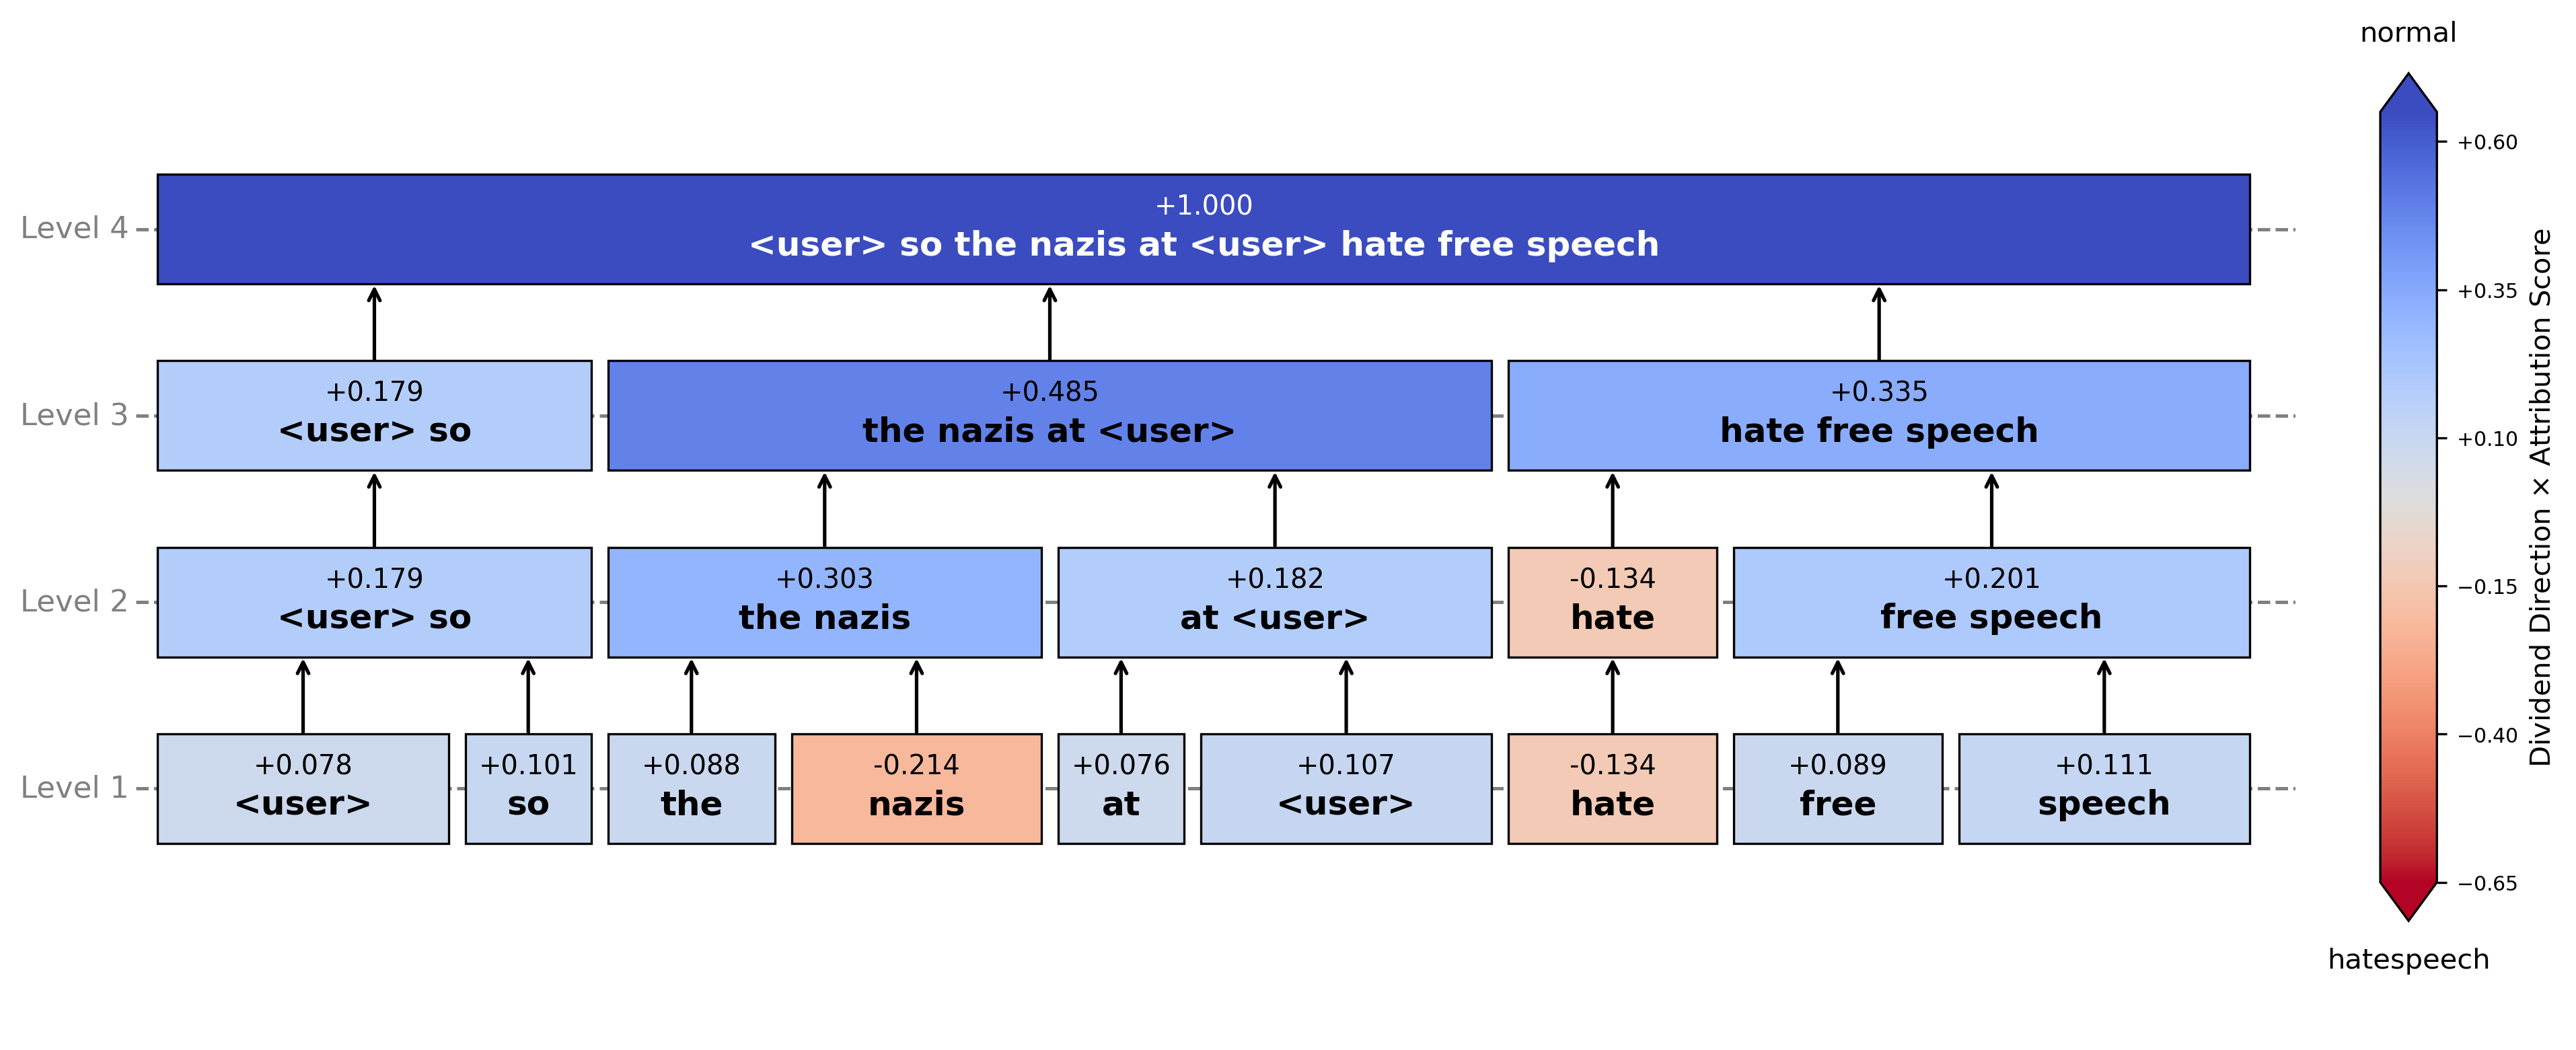 normal
+0.60
+0.35
+0.10
−0.15
−0.40
−0.65
hatespeech
Dividend Direction × Attribution Score
Level 4
+1.000
<user> so the nazis at <user> hate free speech
Level 3
+0.179
<user> so
+0.485
the nazis at <user>
+0.335
hate free speech
Level 2
+0.179
<user> so
+0.303
the nazis
+0.182
at <user>
-0.134
hate
+0.201
free speech
Level 1
+0.078
<user>
+0.101
so
+0.088
the
-0.214
nazis
+0.076
at
+0.107
<user>
-0.134
hate
+0.089
free
+0.111
speech